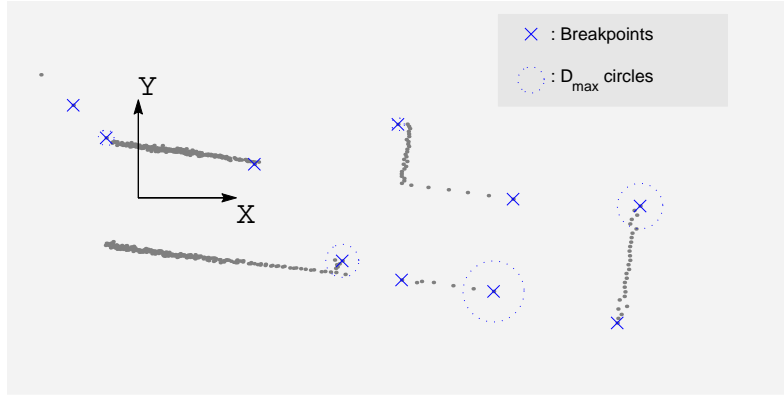 : Breakpoints
: D_max circles
Y
X